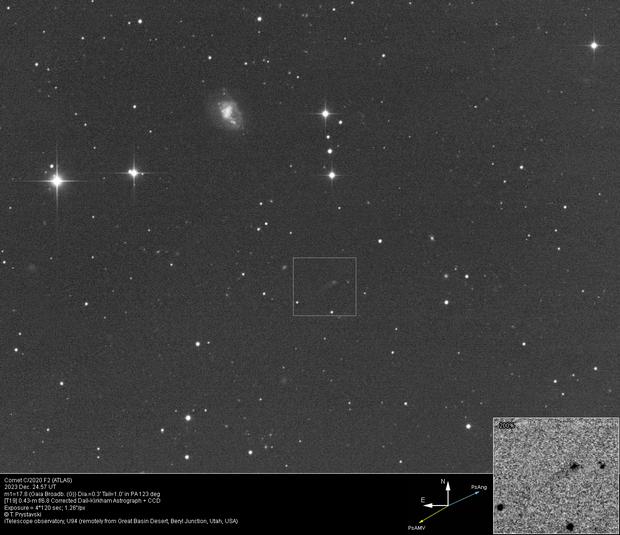 200%
Comet C/2020 F2 (ATLAS)
2023 Dec. 24.57 UT
m1=17.8 (Gaia Broadb. (G)) Dia.=0.3' Tail=1.0' in PA 123 deg
[T19] 0.43-m f/6.8 Corrected Dall-Kirkham Astrograph + CCD
Exposure = 4*120 sec; 1.26"/px
© T. Prystavski
iTelescope observatory, U94 (remotely from Great Basin Desert, Beryl Junction, Utah, USA)
N
PsAng
E
PsAMV